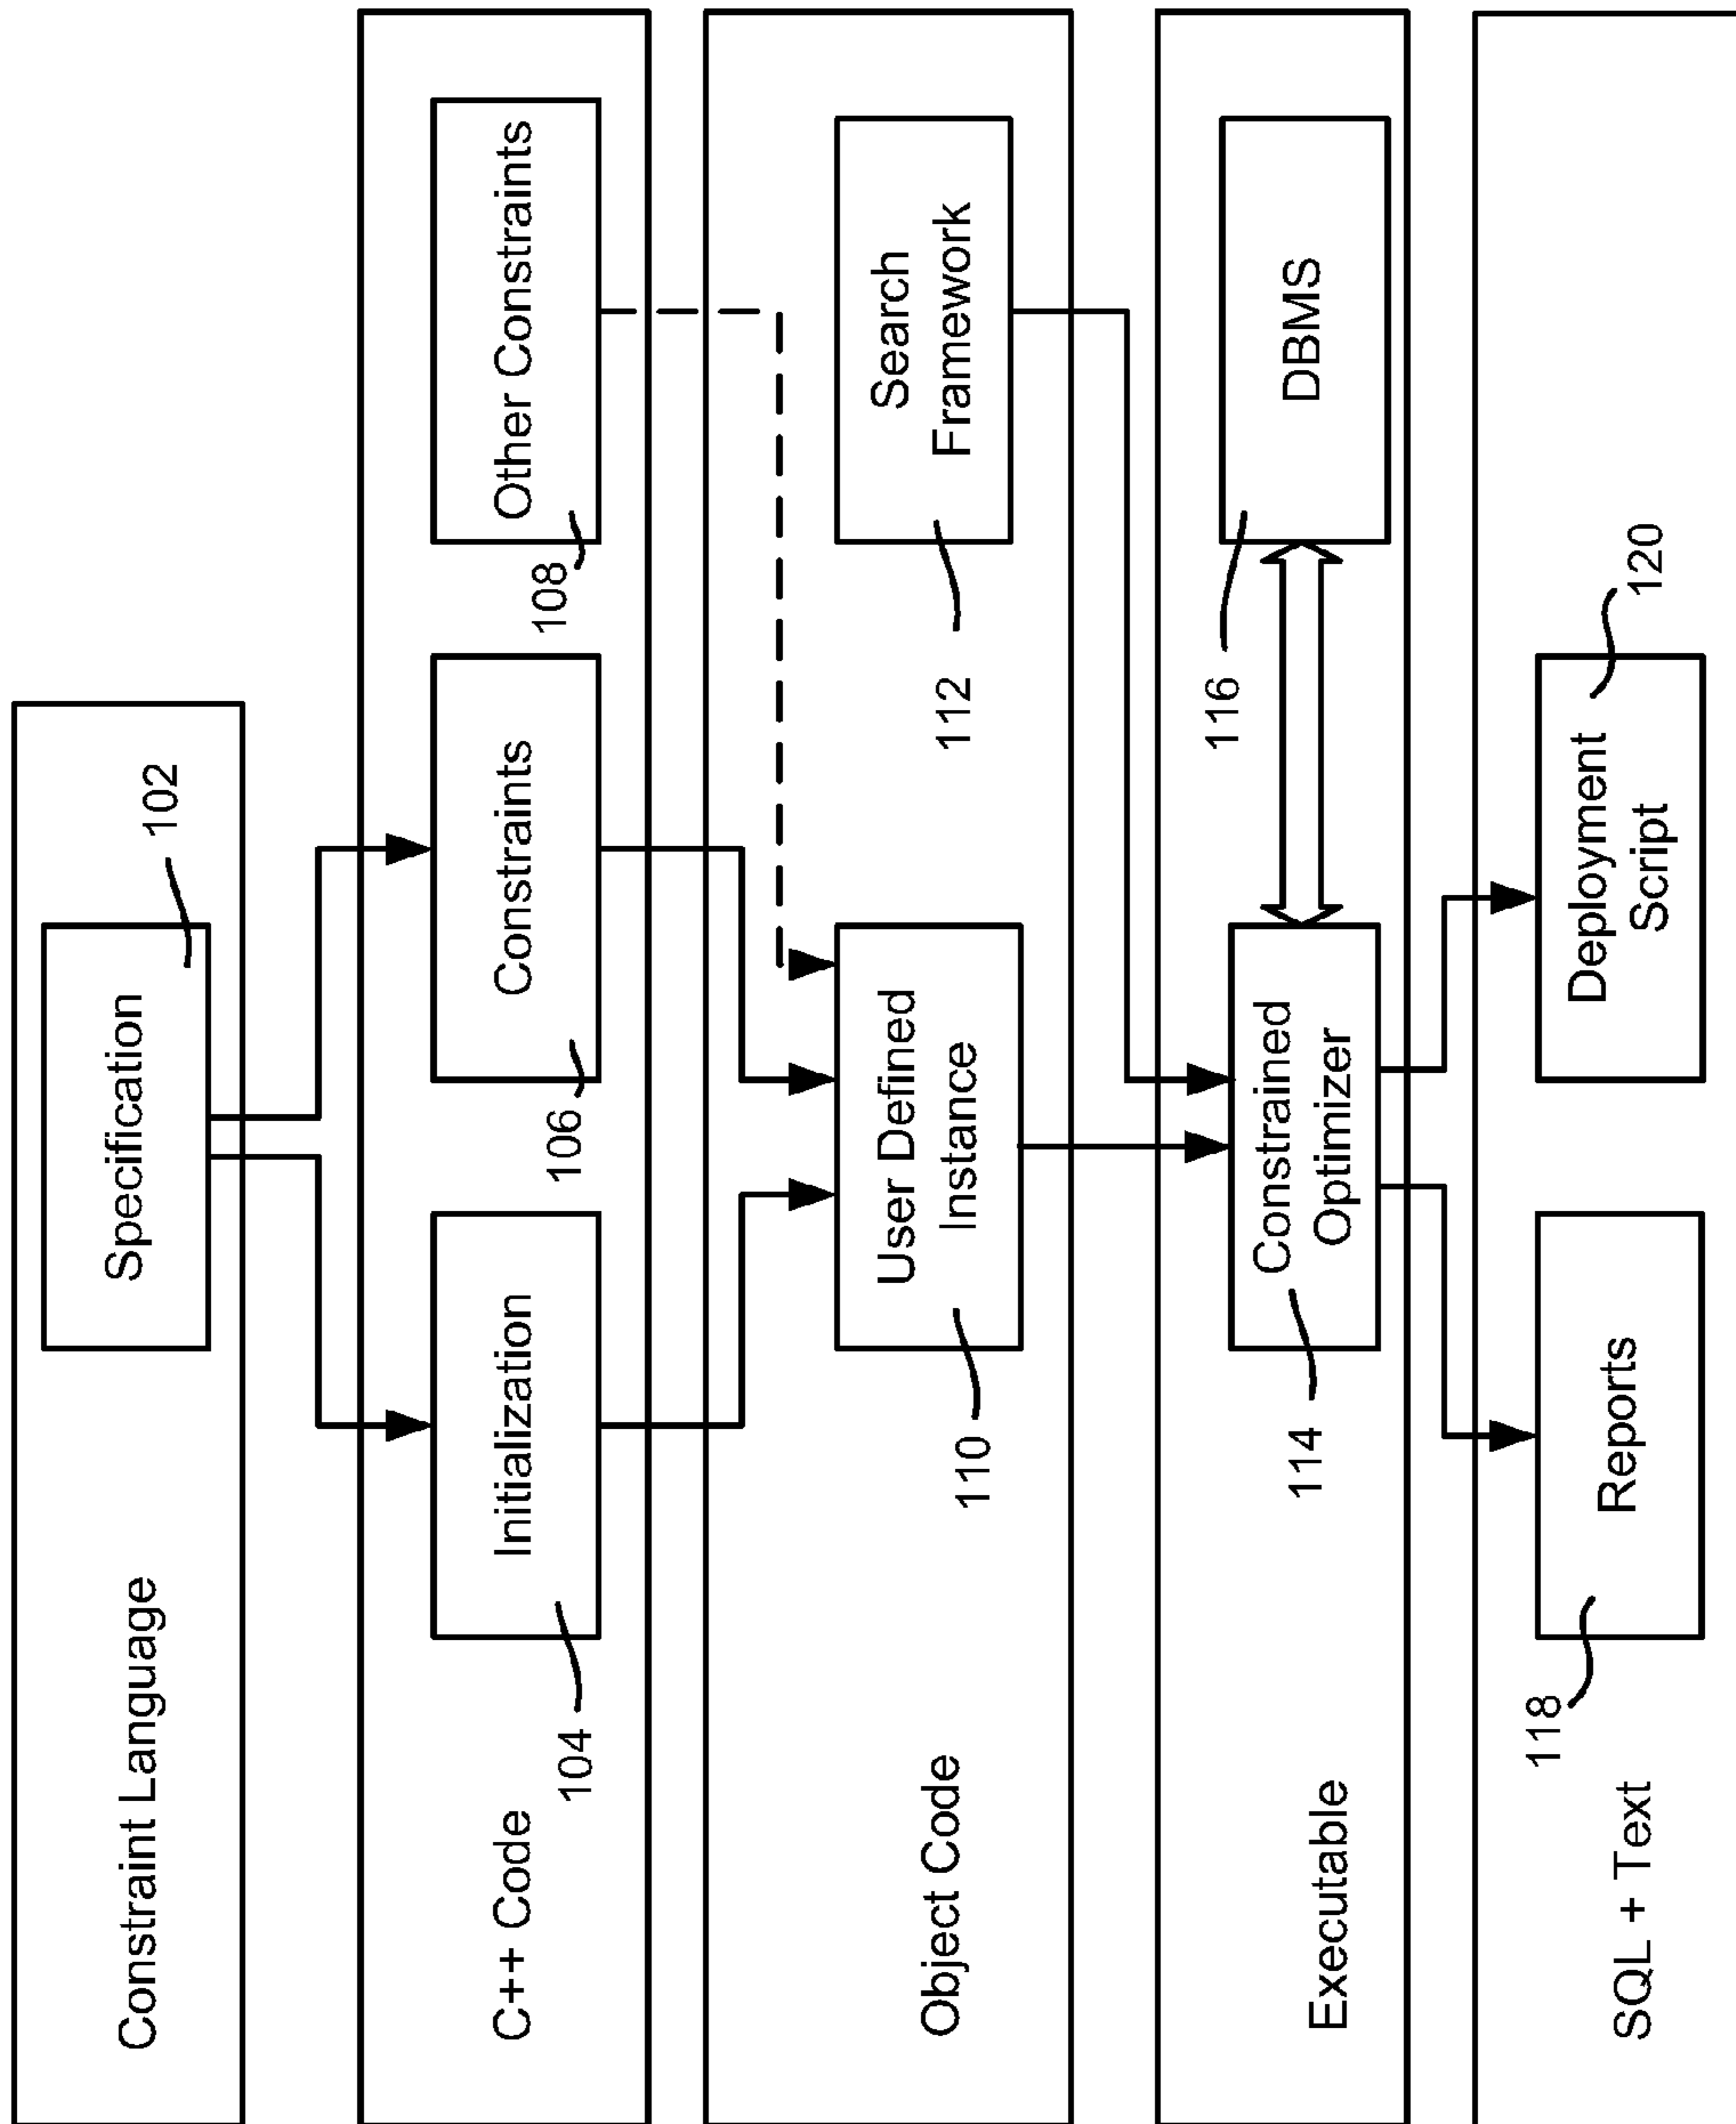 Constraint Language
Specification
102
C++ Code
Initialization
104
Constraints
106
Other Constraints
108
Object Code
User Defined
Instance
110
Search
Framework
112
Executable
Constrained
Optimizer
114
DBMS
116
SQL + Text
Reports
118
Deployment
Script
120